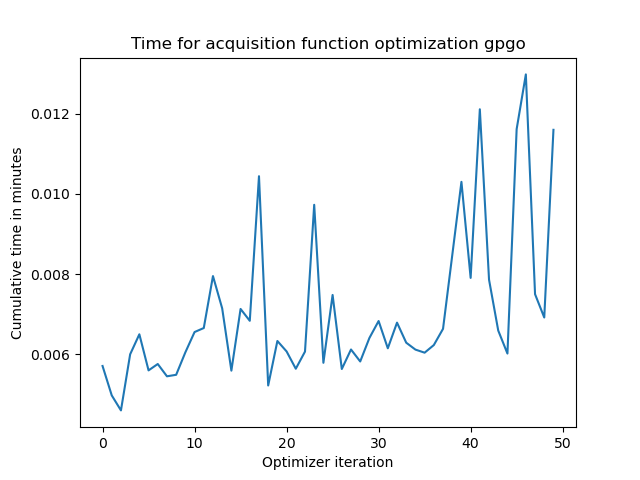 Time for acquisition function optimization gpgo
Cumulative time in minutes
0.012
0.010
0.008
0.006
0 10 20 30 40 50
Optimizer iteration